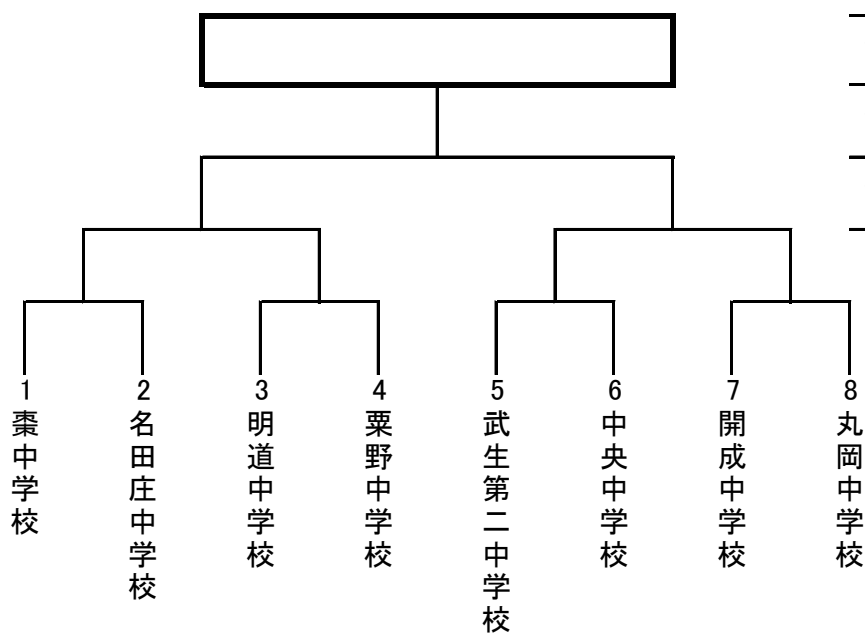 1 棗中学校
2 名田庄中学校
3 明道中学校
4 粟野中学校
5 武生第二中学校
6 中央中学校
7 開成中学校
8 丸岡中学校